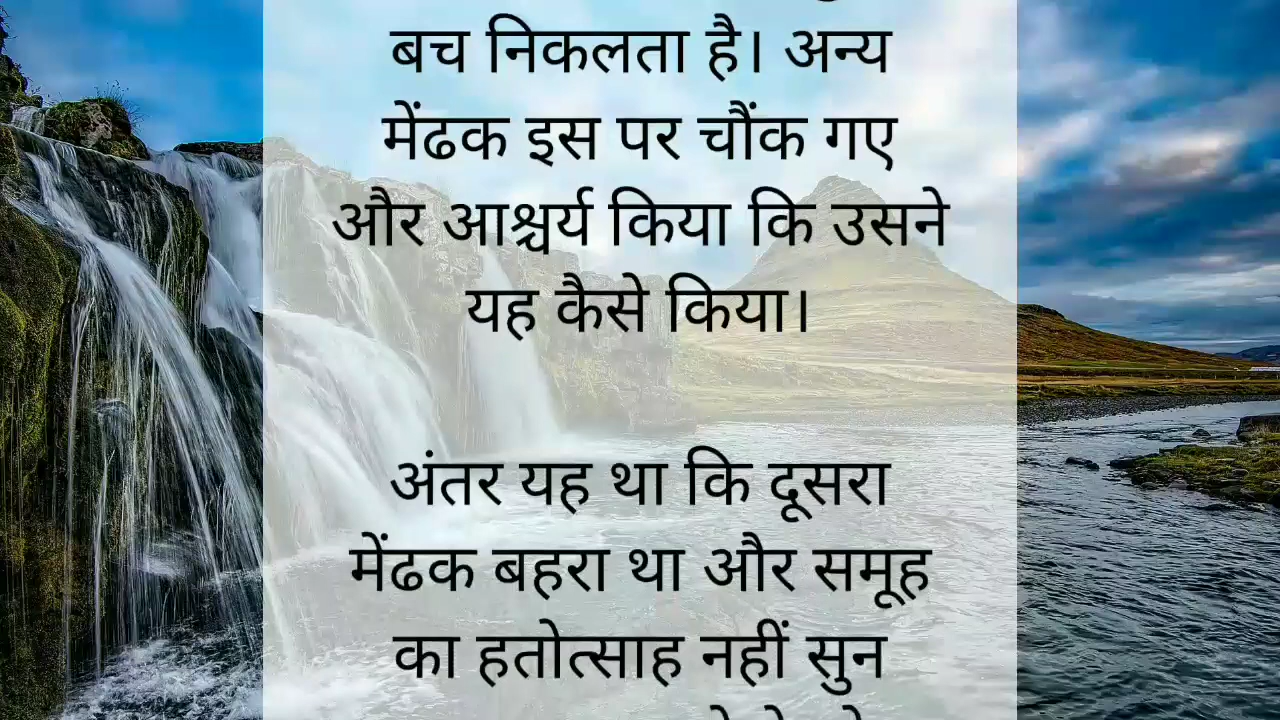 बच निकलता है। अन्य
मेंढक इस पर चौंक गए
और आश्चर्य किया कि उसने
यह कैसे किया।
अंतर यह था कि दूसरा
मेंढक बहरा था और समूह
का हतोत्साह नहीं सुन